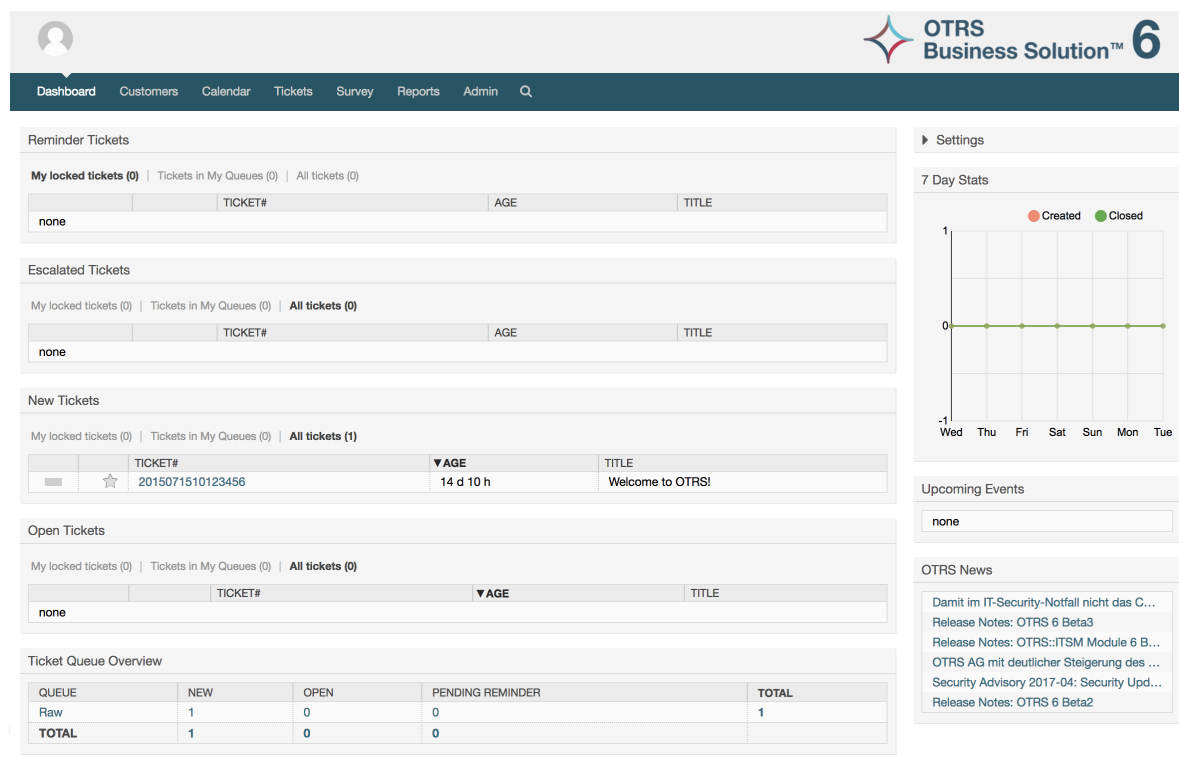 OTRS
Business Solution™ 6
Dashboard Customers Calendar Tickets Survey Reports Admin
Reminder Tickets
My locked tickets (0) | Tickets in My Queues (0) | All tickets (0)
TICKET# AGE TITLE
none
Escalated Tickets
My locked tickets (0) | Tickets in My Queues (0) | All tickets (0)
TICKET# AGE TITLE
none
New Tickets
My locked tickets (0) | Tickets in My Queues (0) | All tickets (1)
TICKET# ▼AGE TITLE
2015071510123456 14 d 10 h Welcome to OTRS!
Open Tickets
My locked tickets (0) | Tickets in My Queues (0) | All tickets (0)
TICKET# ▼AGE TITLE
none
Ticket Queue Overview
QUEUE NEW OPEN PENDING REMINDER TOTAL
Raw 1 0 0 1
TOTAL 1 0 0
Settings
7 Day Stats
Created Closed
1
0
-1
Wed Thu Fri Sat Sun Mon Tue
Upcoming Events
none
OTRS News
Damit im IT-Security-Notfall nicht das C...
Release Notes: OTRS 6 Beta3
Release Notes: OTRS::ITSM Module 6 B...
OTRS AG mit deutlicher Steigerung des ...
Security Advisory 2017-04: Security Upd...
Release Notes: OTRS 6 Beta2